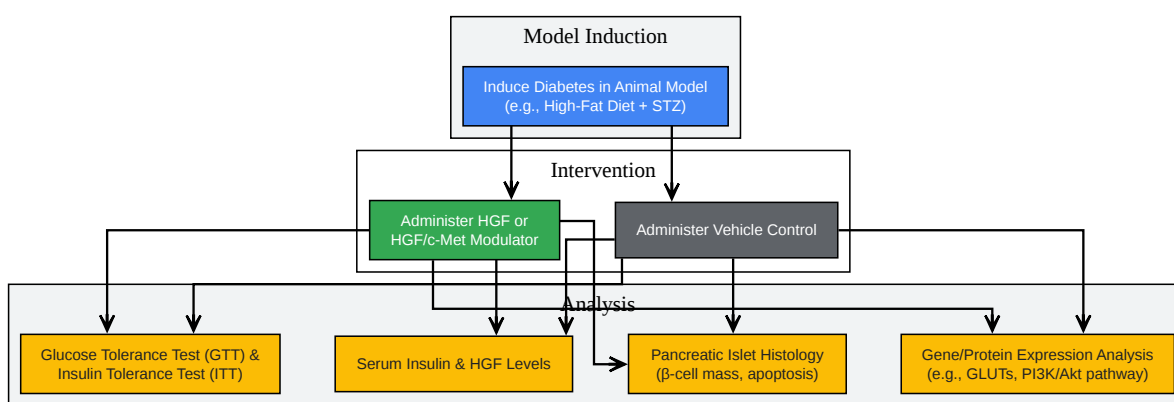 Model Induction
Induce Diabetes in Animal Model
(e.g., High-Fat Diet + STZ)
Intervention
Administer HGF or
HGF/c-Met Modulator
Administer Vehicle Control
Analysis
Glucose Tolerance Test (GTT) &
Insulin Tolerance Test (ITT)
Serum Insulin & HGF Levels
Pancreatic Islet Histology
(β-cell mass, apoptosis)
Gene/Protein Expression Analysis
(e.g., GLUTs, PI3K/Akt pathway)